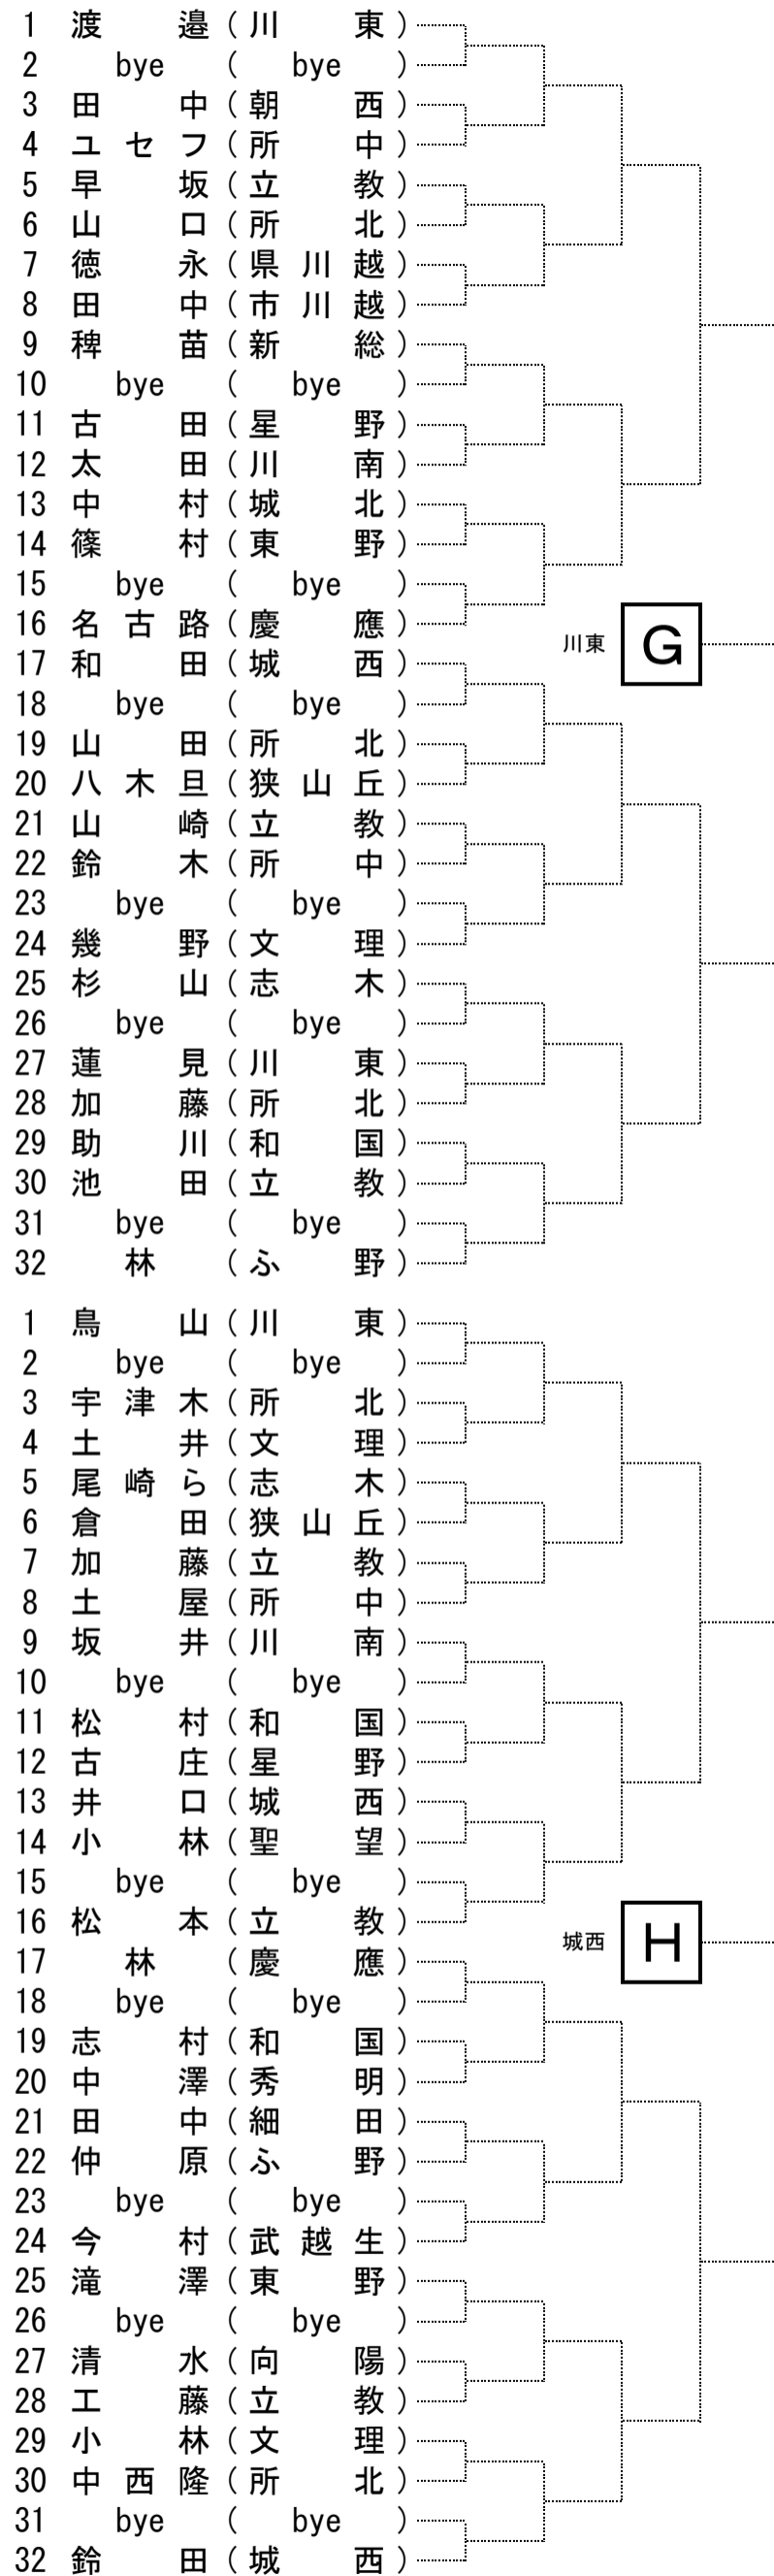 1 渡邉(川東)
2 bye(bye)
3 田中(朝西)
4 ユセフ(所中)
5 早坂(立教)
6 山口(所北)
7 徳永(県川越)
8 田中(市川越)
9 稗苗(新総)
10 bye(bye)
11 古田(星野)
12 太田(川南)
13 中村(城北)
14 篠村(東野)
15 bye(bye)
16 名古路(慶應)
川東 G
17 和田(城西)
18 bye(bye)
19 山田(所北)
20 八木旦(狭山丘)
21 山崎(立教)
22 鈴木(所中)
23 bye(bye)
24 幾野(文理)
25 杉山(志木)
26 bye(bye)
27 蓮見(川東)
28 加藤(所北)
29 助川(和国)
30 池田(立教)
31 bye(bye)
32 林(ふ野)
1 鳥山(川東)
2 bye(bye)
3 宇津木(所北)
4 土井(文理)
5 尾崎ら(志木)
6 倉田(狭山丘)
7 加藤(立教)
8 土屋(所中)
9 坂井(川南)
10 bye(bye)
11 松村(和国)
12 古庄(星野)
13 井口(城西)
14 小林(聖望)
15 bye(bye)
16 松本(立教)
城西 H
17 林(慶應)
18 bye(bye)
19 志村(和国)
20 中澤(秀明)
21 田中(細田)
22 仲原(ふ野)
23 bye(bye)
24 今村(武越生)
25 滝澤(東野)
26 bye(bye)
27 清水(向陽)
28 工藤(立教)
29 小林(文理)
30 中西隆(所北)
31 bye(bye)
32 鈴田(城西)